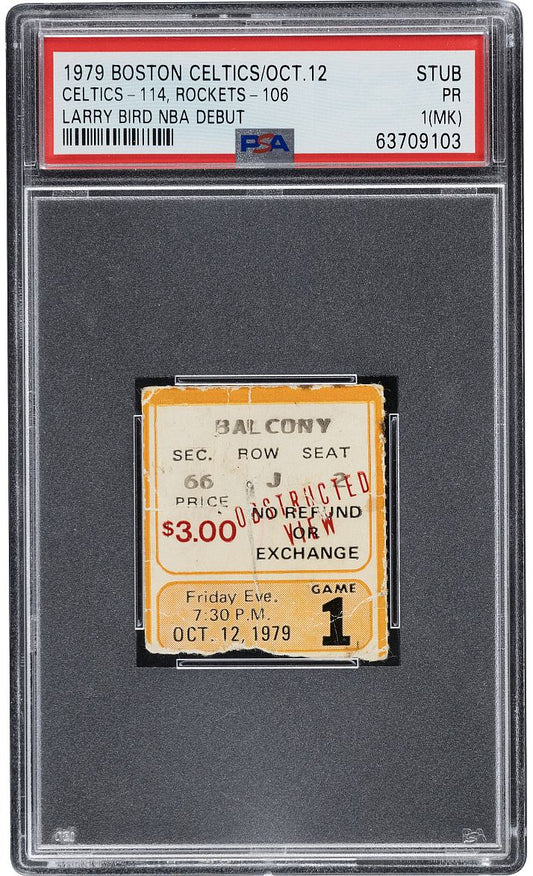 1979 BOSTON CELTICS/OCT.12 STUB
CELTICS - 114, ROCKETS - 106 PR
LARRY BIRD NBA DEBUT 1(MK)
PSA 63709103
BALCONY
SEC. ROW SEAT
66 J 2
PRICE
$3.00
OBSTRUCTED
VIEW
NO REFUND
OR
EXCHANGE
Friday Eve.
7:30 P.M.
OCT. 12, 1979
GAME
1
PSA